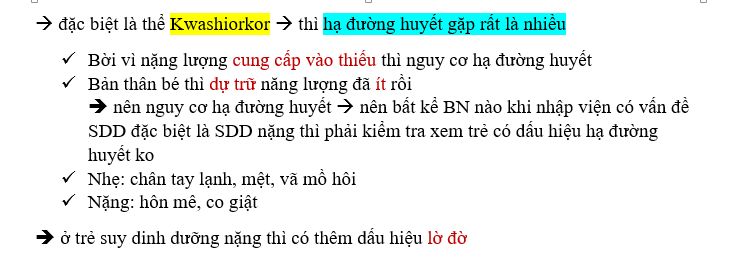 → đặc biệt là thể Kwashiorkor → thì hạ đường huyết gặp rất là nhiều
✓ Bởi vì nặng lượng cung cấp vào thiếu thì nguy cơ hạ đường huyết
✓ Bản thân bé thì dự trữ năng lượng đã ít rồi
→ nên nguy cơ hạ đường huyết → nên bất kể BN nào khi nhập viện có vấn đề
SDD đặc biệt là SDD nặng thì phải kiểm tra xem trẻ có dấu hiệu hạ đường
huyết ko
✓ Nhẹ: chân tay lạnh, mệt, vã mồ hôi
✓ Nặng: hôn mê, co giật
→ ở trẻ suy dinh dưỡng nặng thì có thêm dấu hiệu lờ đờ